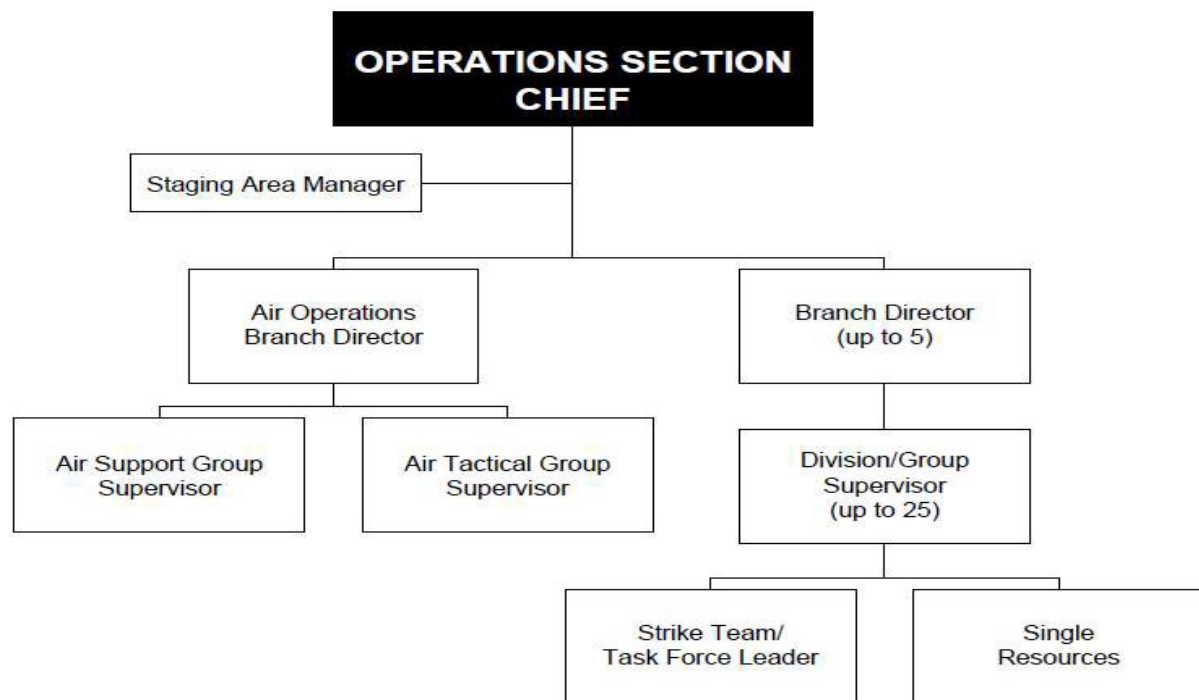 OPERATIONS SECTION
CHIEF
Staging Area Manager
Air Operations
Branch Director
Branch Director
(up to 5)
Air Support Group
Supervisor
Air Tactical Group
Supervisor
Division/Group
Supervisor
(up to 25)
Strike Team/
Task Force Leader
Single
Resources